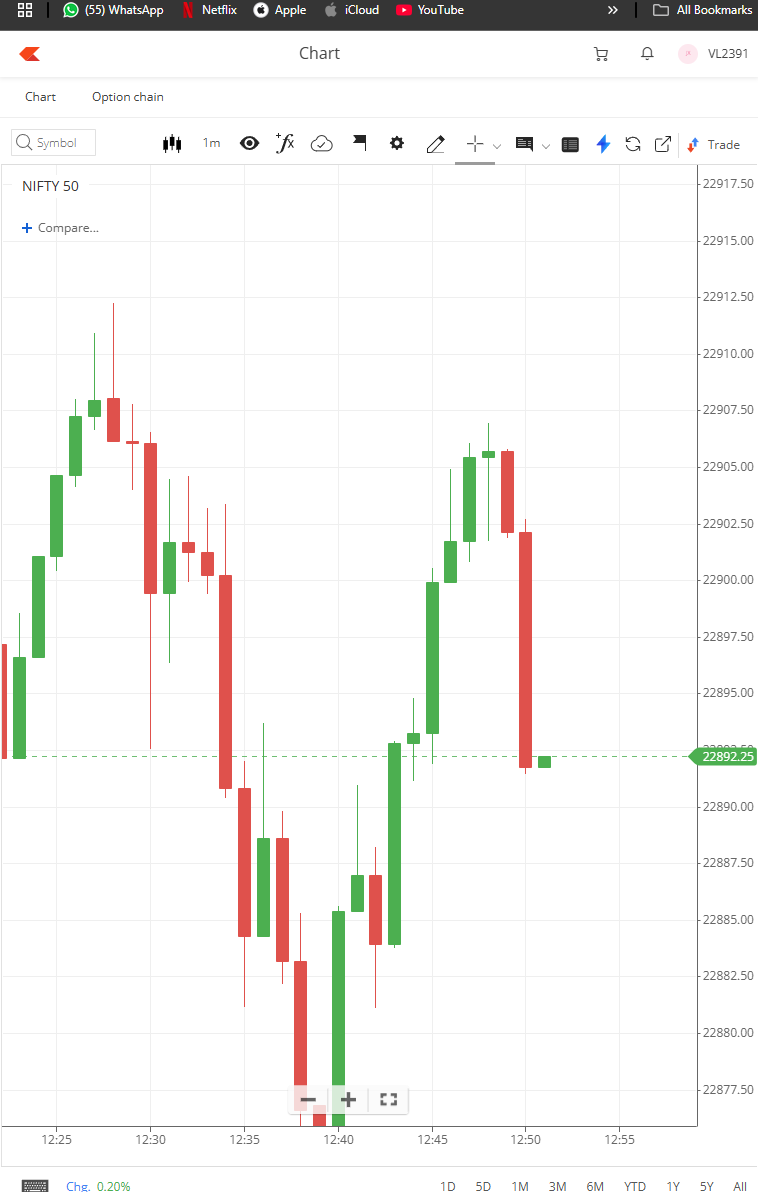 (55) WhatsApp Netflix Apple iCloud YouTube » All Bookmarks
Chart VL2391
Chart Option chain
Symbol 1m Trade
NIFTY 50
Compare...
22917.50
22915.00
22912.50
22910.00
22907.50
22905.00
22902.50
22900.00
22897.50
22895.00
22892.25
22890.00
22887.50
22885.00
22882.50
22880.00
22877.50
12:25 12:30 12:35 12:40 12:45 12:50 12:55
Chg. 0.20% 1D 5D 1M 3M 6M YTD 1Y 5Y All